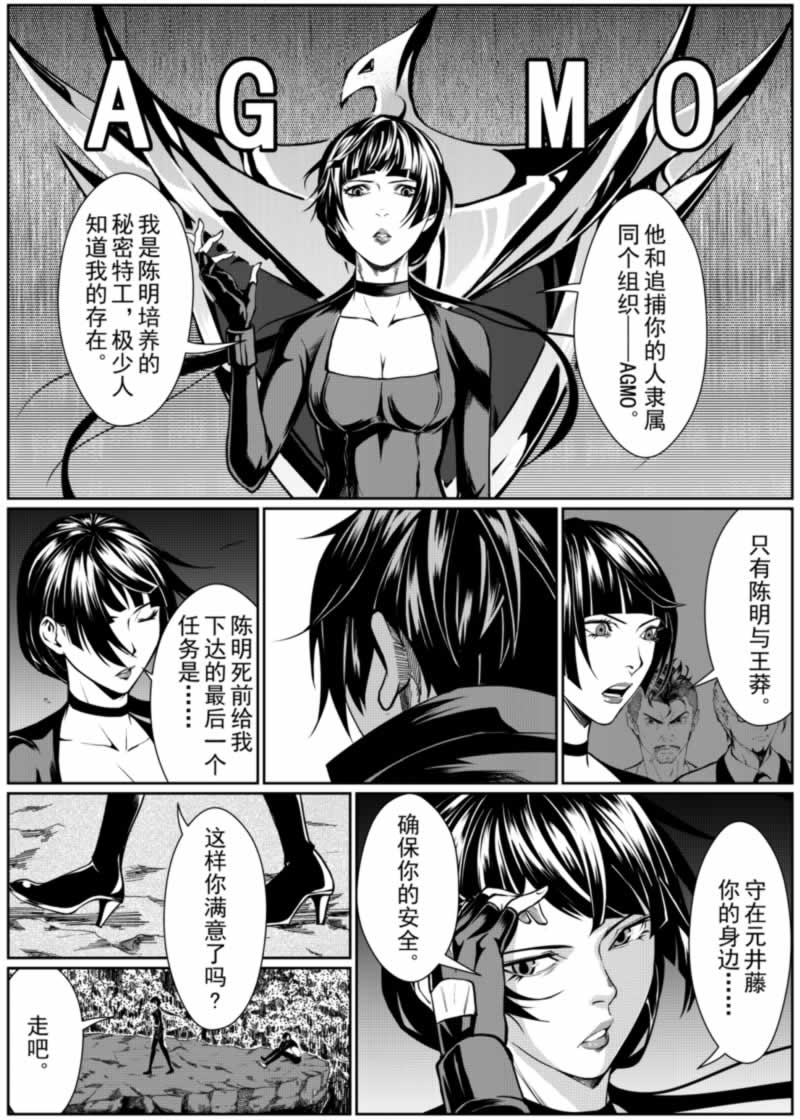 AG MO
他和追捕你的人隶属
同个组织——AGMO。
我是陈明培养的
秘密特工，极少人
知道我的存在。
只有陈明与王莽。
陈明死前给我
下达的最后一个
任务是……
守在元井藤
你的身边……
确保你的安全。
这样你满意了吗？
走吧。